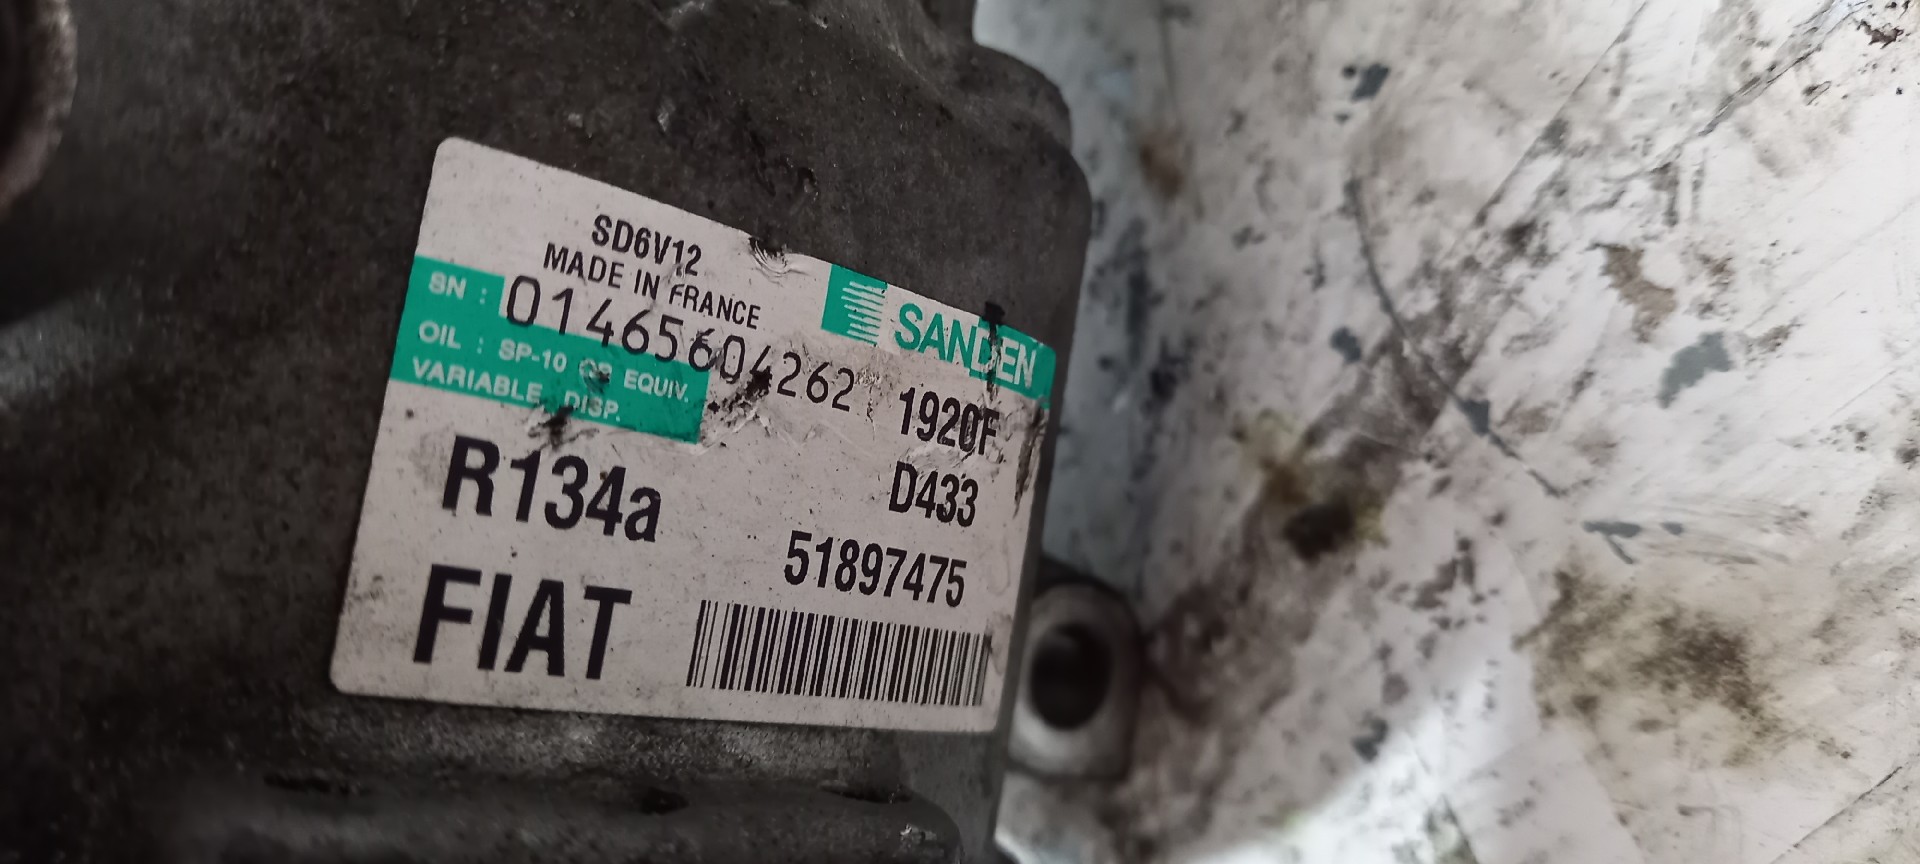 SD6V12
MADE IN FRANCE
SANDEN
SN : 01465604262
1920F
OIL : SP-10 OR EQUIV.
VARIABLE DISP.
D433
R134a
51897475
FIAT